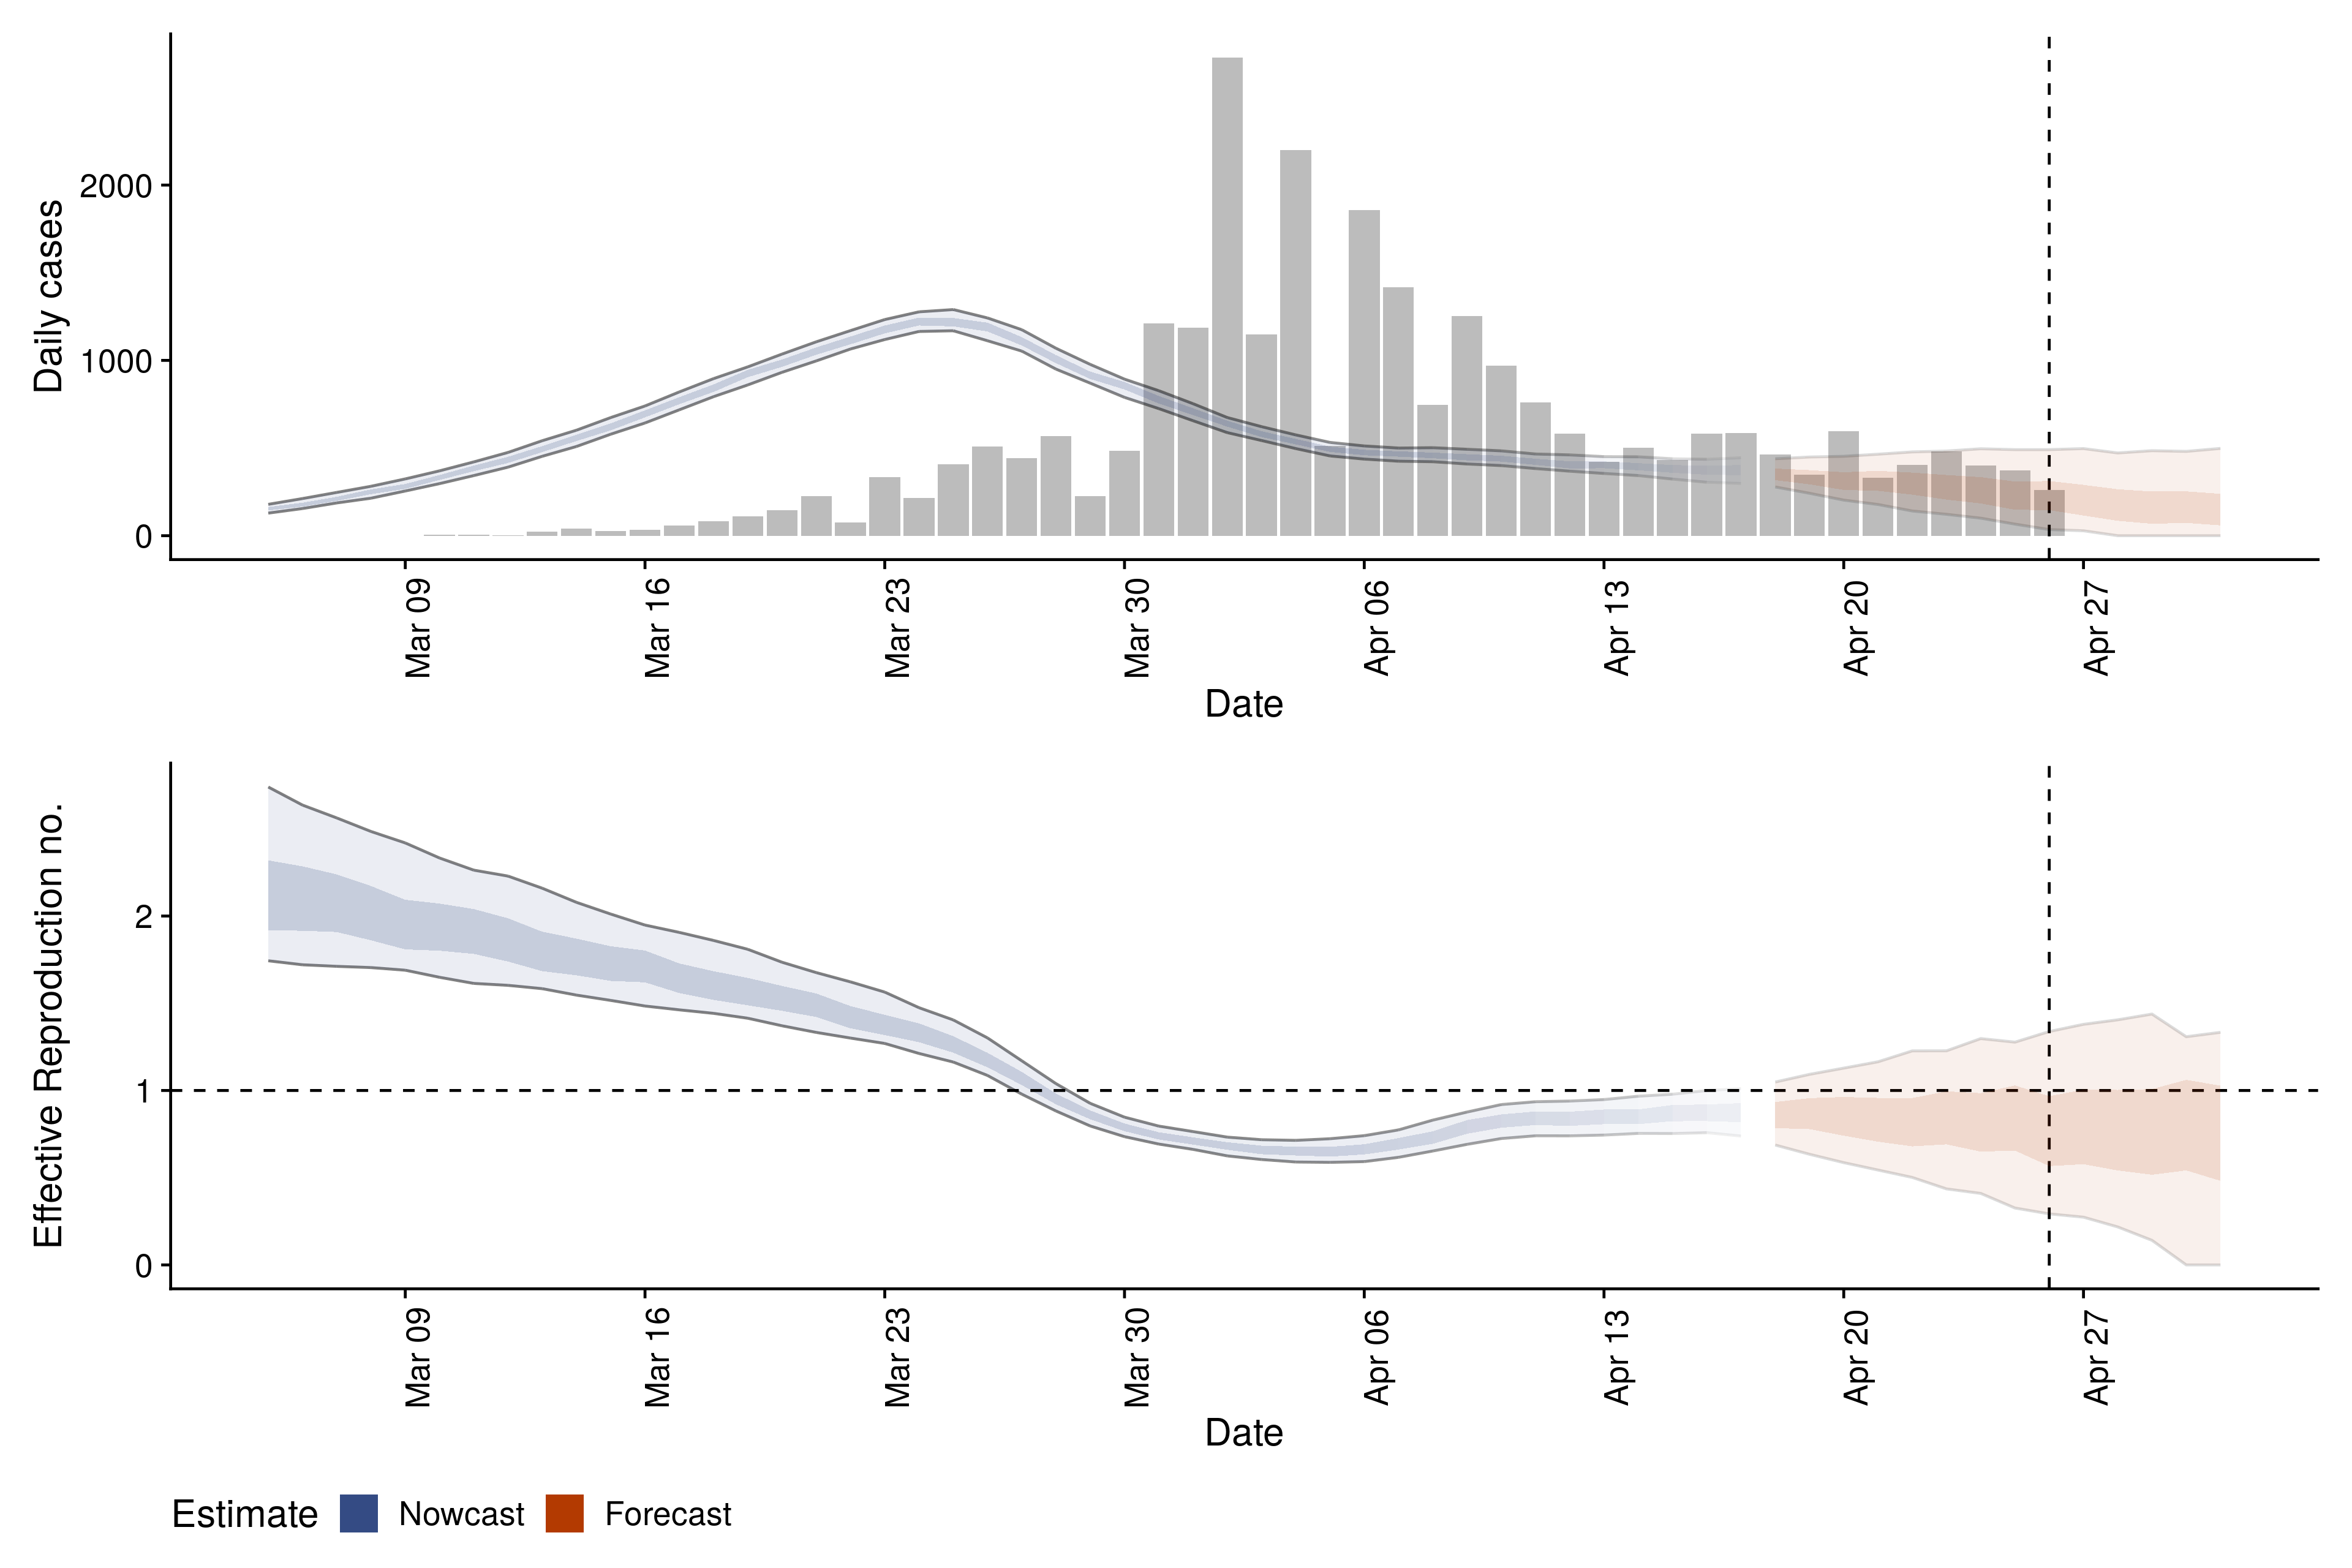 Daily cases
2000
1000
0
Mar 09
Mar 16
Mar 23
Mar 30
Apr 06
Apr 13
Apr 20
Apr 27
Date
Effective Reproduction no.
2
1
0
Mar 09
Mar 16
Mar 23
Mar 30
Apr 06
Apr 13
Apr 20
Apr 27
Date
Estimate Nowcast Forecast